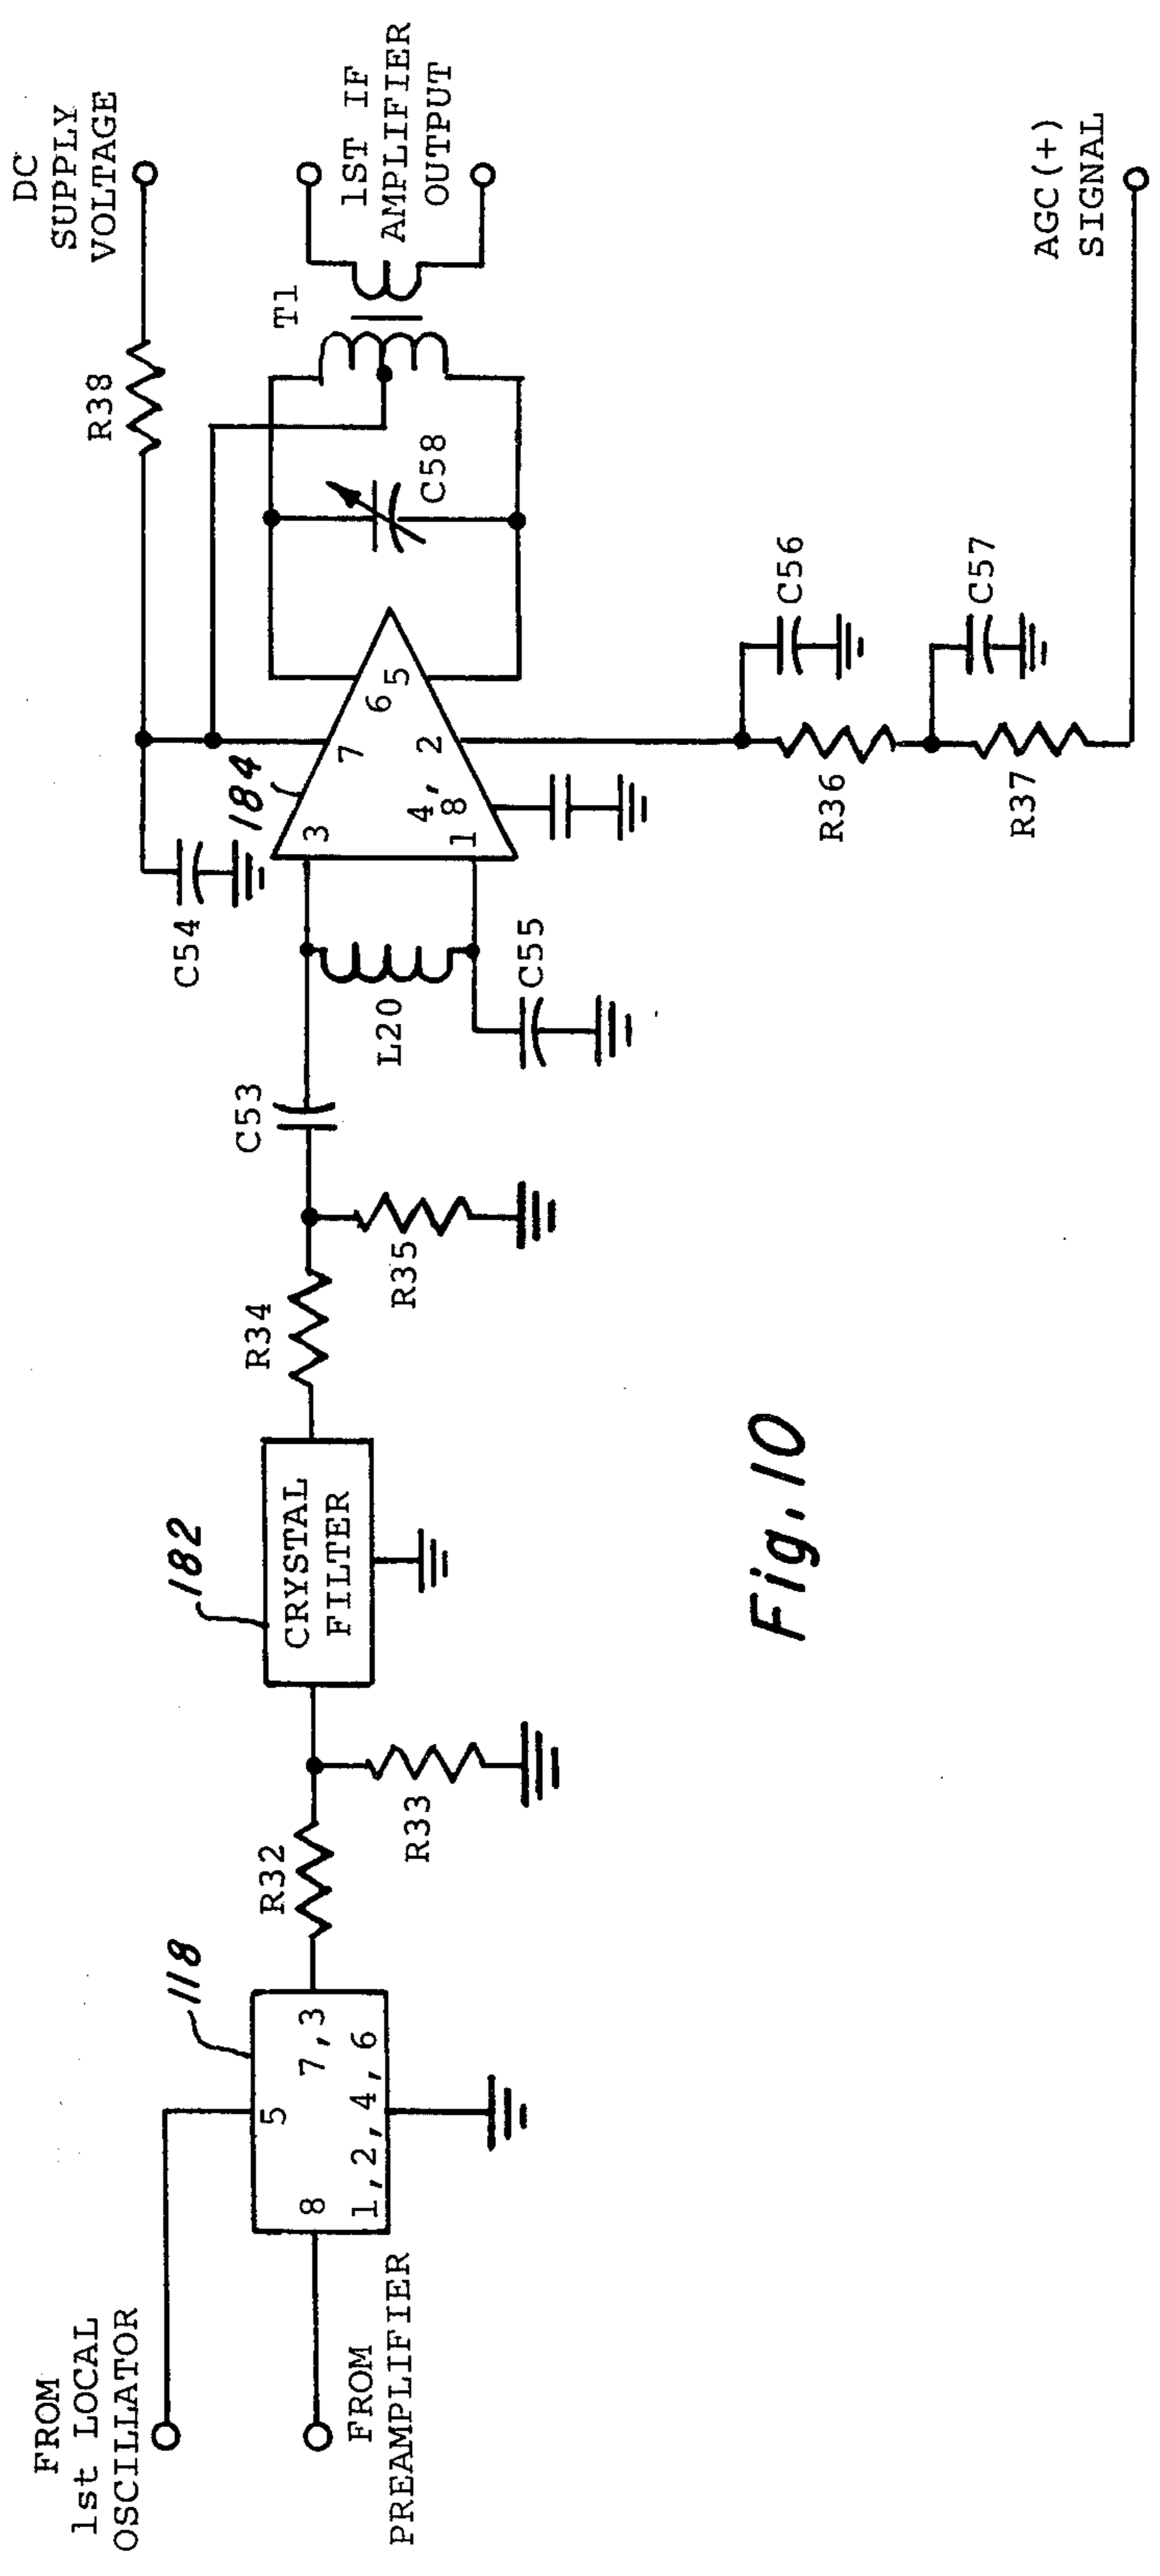 FROM
1st LOCAL
OSCILLATOR
FROM
PREAMPLIFIER
118
5
8
7,3
1,2,4,6
R32
R33
182
CRYSTAL
FILTER
R34
R35
C53
L20
C55
C54
184
3
1
4,
8
7
2
6
5
R38
DC
SUPPLY
VOLTAGE
C58
T1
1ST IF
AMPLIFIER
OUTPUT
C56
R36
C57
R37
AGC(+)
SIGNAL
Fig.10